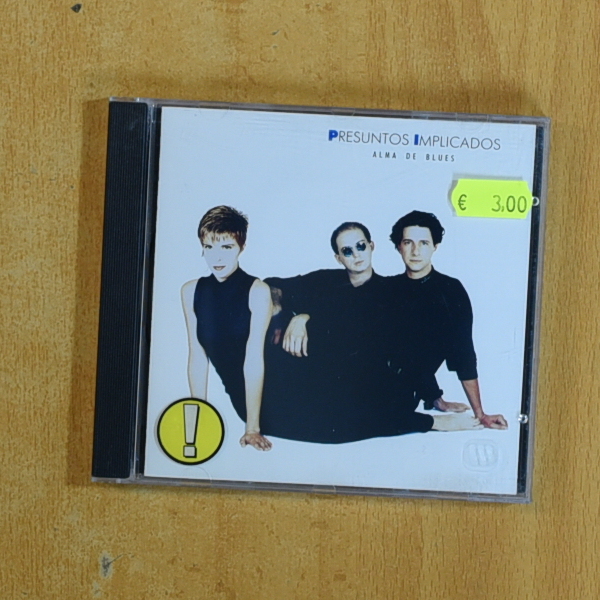 PRESUNTOS IMPLICADOS
ALMA DE BLUES
€ 3,00
!